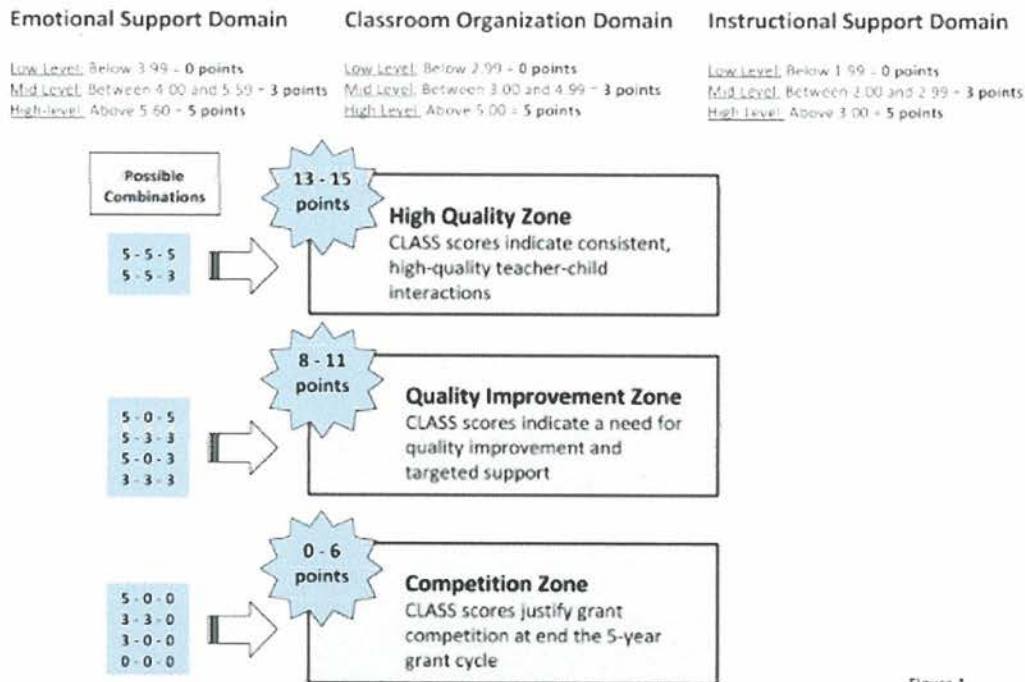 Emotional Support Domain
Low Level: Below 3.99 - 0 points
Mid Level: Between 4.00 and 5.59 - 3 points
High-level: Above 5.60 - 5 points
Classroom Organization Domain
Low Level: Below 2.99 - 0 points
Mid Level: Between 3.00 and 4.99 - 3 points
High Level: Above 5.00 - 5 points
Instructional Support Domain
Low Level: Below 1.99 - 0 points
Mid Level: Between 2.00 and 2.99 - 3 points
High Level: Above 3.00 - 5 points
Possible
Combinations
5 - 5 - 5
5 - 5 - 3
13 - 15
points
High Quality Zone
CLASS scores indicate consistent,
high-quality teacher-child
interactions
5 - 0 - 5
5 - 3 - 3
5 - 0 - 3
3 - 3 - 3
8 - 11
points
Quality Improvement Zone
CLASS scores indicate a need for
quality improvement and
targeted support
5 - 0 - 0
3 - 3 - 0
3 - 0 - 0
0 - 0 - 0
0 - 6
points
Competition Zone
CLASS scores justify grant
competition at end the 5-year
grant cycle